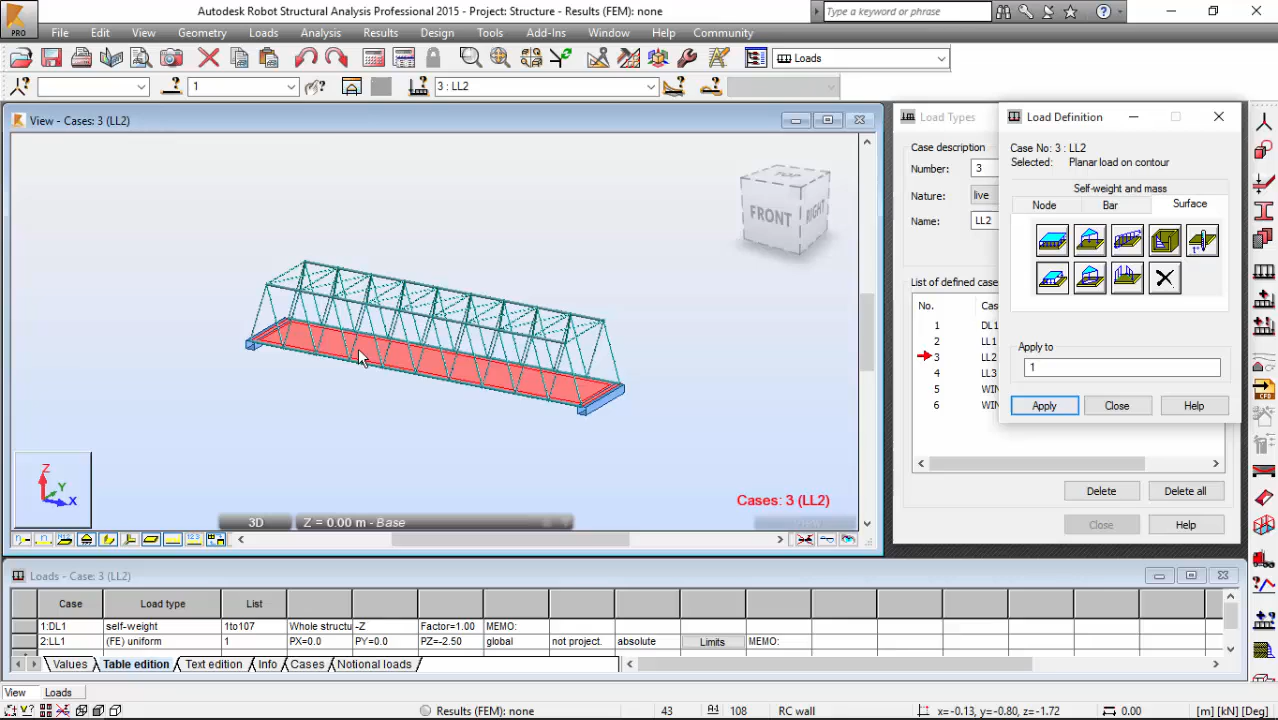 PRO
Autodesk Robot Structural Analysis Professional 2015 - Project: Structure - Results (FEM): none
Type a keyword or phrase
File Edit View Geometry Loads Analysis Results Design Tools Add-Ins Window Help Community
Loads
1
3 : LL2
View - Cases: 3 (LL2)
TOP
FRONT
RIGHT
Z
Y
X
Cases: 3 (LL2)
3D
Z = 0.00 m - Base
Load Types
Case description
Number: 3
Nature: live
Name: LL2
List of defined case
No. Cas
1 DL1
2 LL1
3 LL2
4 LL3
5 WIN
6 WIN
Delete Delete all
Close Help
Load Definition
Case No: 3 : LL2
Selected: Planar load on contour
Self-weight and mass
Node Bar Surface
Apply to
1
Apply Close Help
Loads - Case: 3 (LL2)
Case Load type List
1:DL1 self-weight 1to107 Whole structu -Z Factor=1.00 MEMO:
2:LL1 (FE) uniform 1 PX=0.0 PY=0.0 PZ=-2.50 global not project. absolute Limits MEMO:
Values Table edition Text edition Info Cases Notional loads
View Loads
Results (FEM): none 43 108 RC wall x=-0.13, y=-0.80, z=-1.72 0.00 [m] [kN] [Deg]